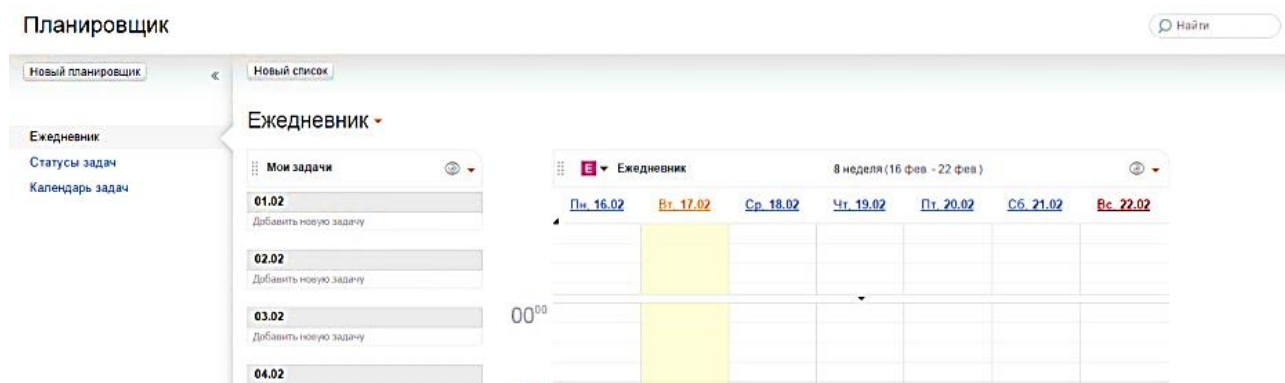 Планировщик
Найти
Новый планировщик
«
Новый список
Ежедневник
Ежедневник
Статусы задач
Календарь задач
Мои задачи
01.02
Добавить новую задачу
02.02
Добавить новую задачу
03.02
Добавить новую задачу
04.02
Е Ежедневник 8 неделя (16 фев - 22 фев)
Пн, 16.02 Вт, 17.02 Ср, 18.02 Чт, 19.02 Пт, 20.02 Сб, 21.02 Вс, 22.02
00⁰⁰